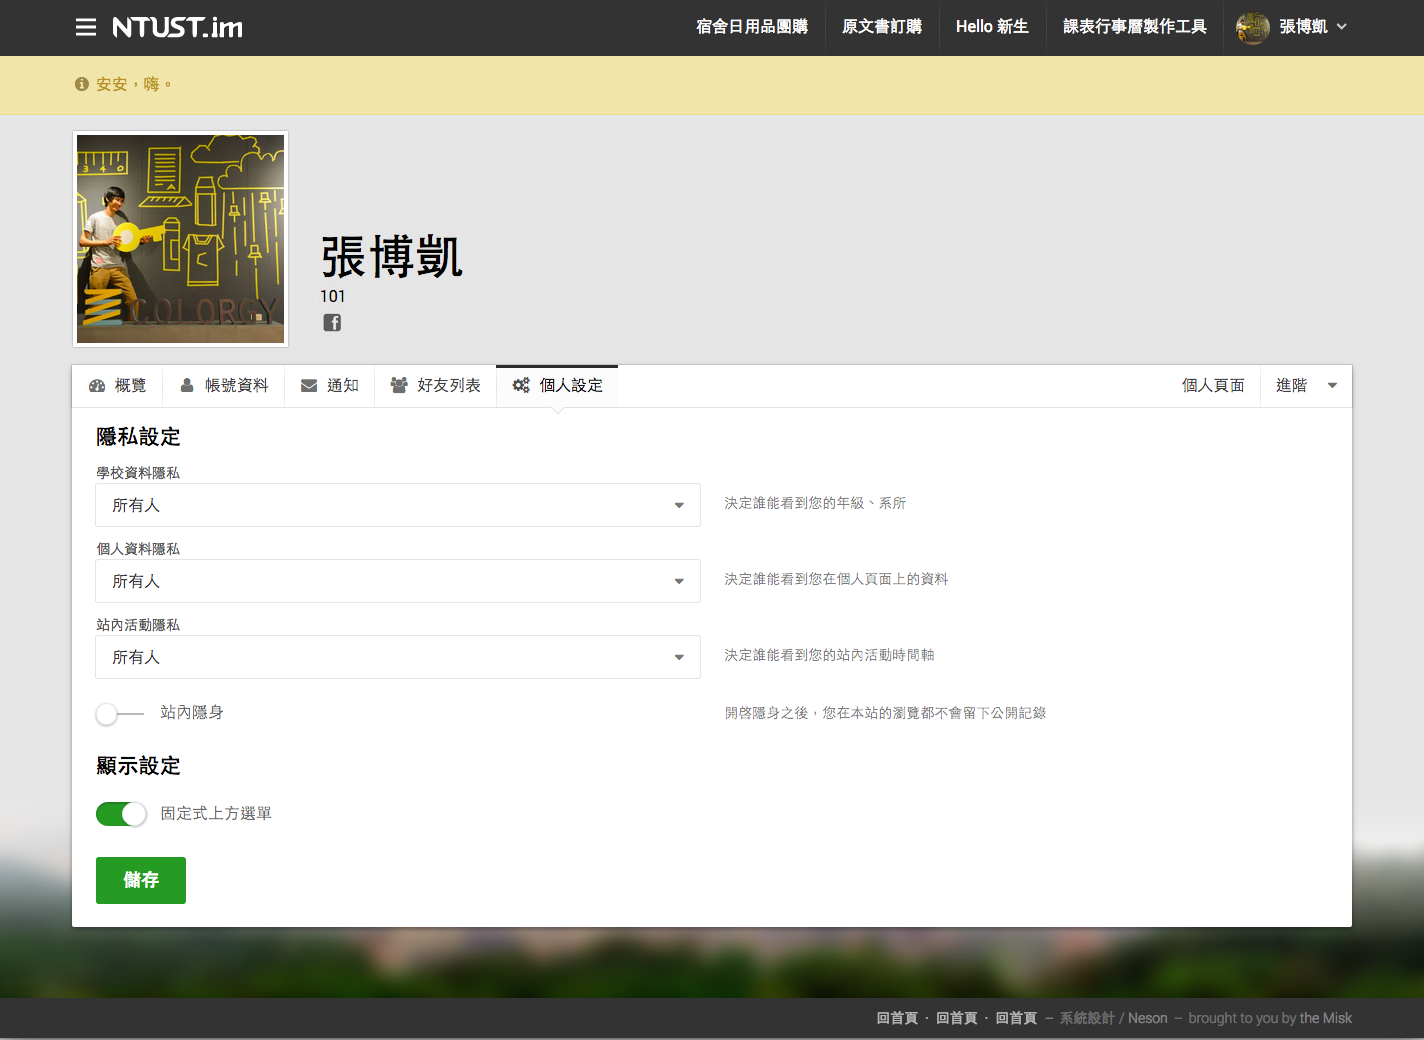 NTUST.im 宿舍日用品團購 原文書訂購 Hello 新生 課表行事曆製作工具 張博凱
安安，嗨。
340
COLORGY
張博凱
101
概覽 帳號資料 通知 好友列表 個人設定 個人頁面 進階
隱私設定
學校資料隱私
所有人 決定誰能看到您的年級、系所
個人資料隱私
所有人 決定誰能看到您在個人頁面上的資料
站內活動隱私
所有人 決定誰能看到您的站內活動時間軸
站內隱身 開啓隱身之後，您在本站的瀏覽都不會留下公開記錄
顯示設定
固定式上方選單
儲存
回首頁 · 回首頁 · 回首頁 – 系統設計 / Neson – brought to you by the Misk